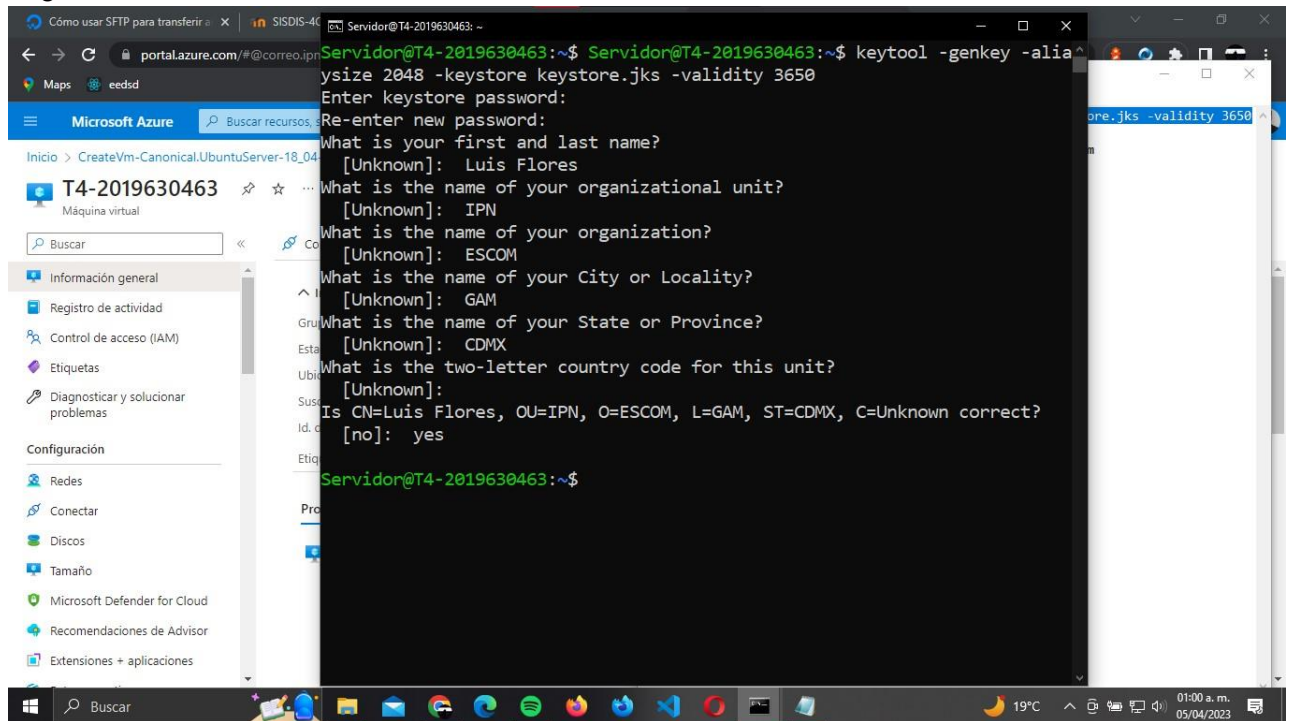 Cómo usar SFTP para transferir a
SISDIS-4C
Servidor@T4-2019630463: ~
portal.azure.com/#@correo.ipn
Maps
eedsd
Microsoft Azure
Buscar recursos, s
Inicio > CreateVm-Canonical.UbuntuServer-18_04-
T4-2019630463
Máquina virtual
Buscar
Co
Información general
Registro de actividad
Control de acceso (IAM)
Etiquetas
Diagnosticar y solucionar
problemas
Configuración
Redes
Conectar
Discos
Tamaño
Microsoft Defender for Cloud
Recomendaciones de Advisor
Extensiones + aplicaciones
Gru
Esta
Ubic
Susc
Id. d
Etiq
Pro
Servidor@T4-2019630463:~$ Servidor@T4-2019630463:~$ keytool -genkey -alia
ysize 2048 -keystore keystore.jks -validity 3650
Enter keystore password:
Re-enter new password:
What is your first and last name?
[Unknown]: Luis Flores
What is the name of your organizational unit?
[Unknown]: IPN
What is the name of your organization?
[Unknown]: ESCOM
What is the name of your City or Locality?
[Unknown]: GAM
What is the name of your State or Province?
[Unknown]: CDMX
What is the two-letter country code for this unit?
[Unknown]:
Is CN=Luis Flores, OU=IPN, O=ESCOM, L=GAM, ST=CDMX, C=Unknown correct?
[no]: yes
Servidor@T4-2019630463:~$
ore.jks -validity 3650
m
Buscar
19°C
01:00 a. m.
05/04/2023